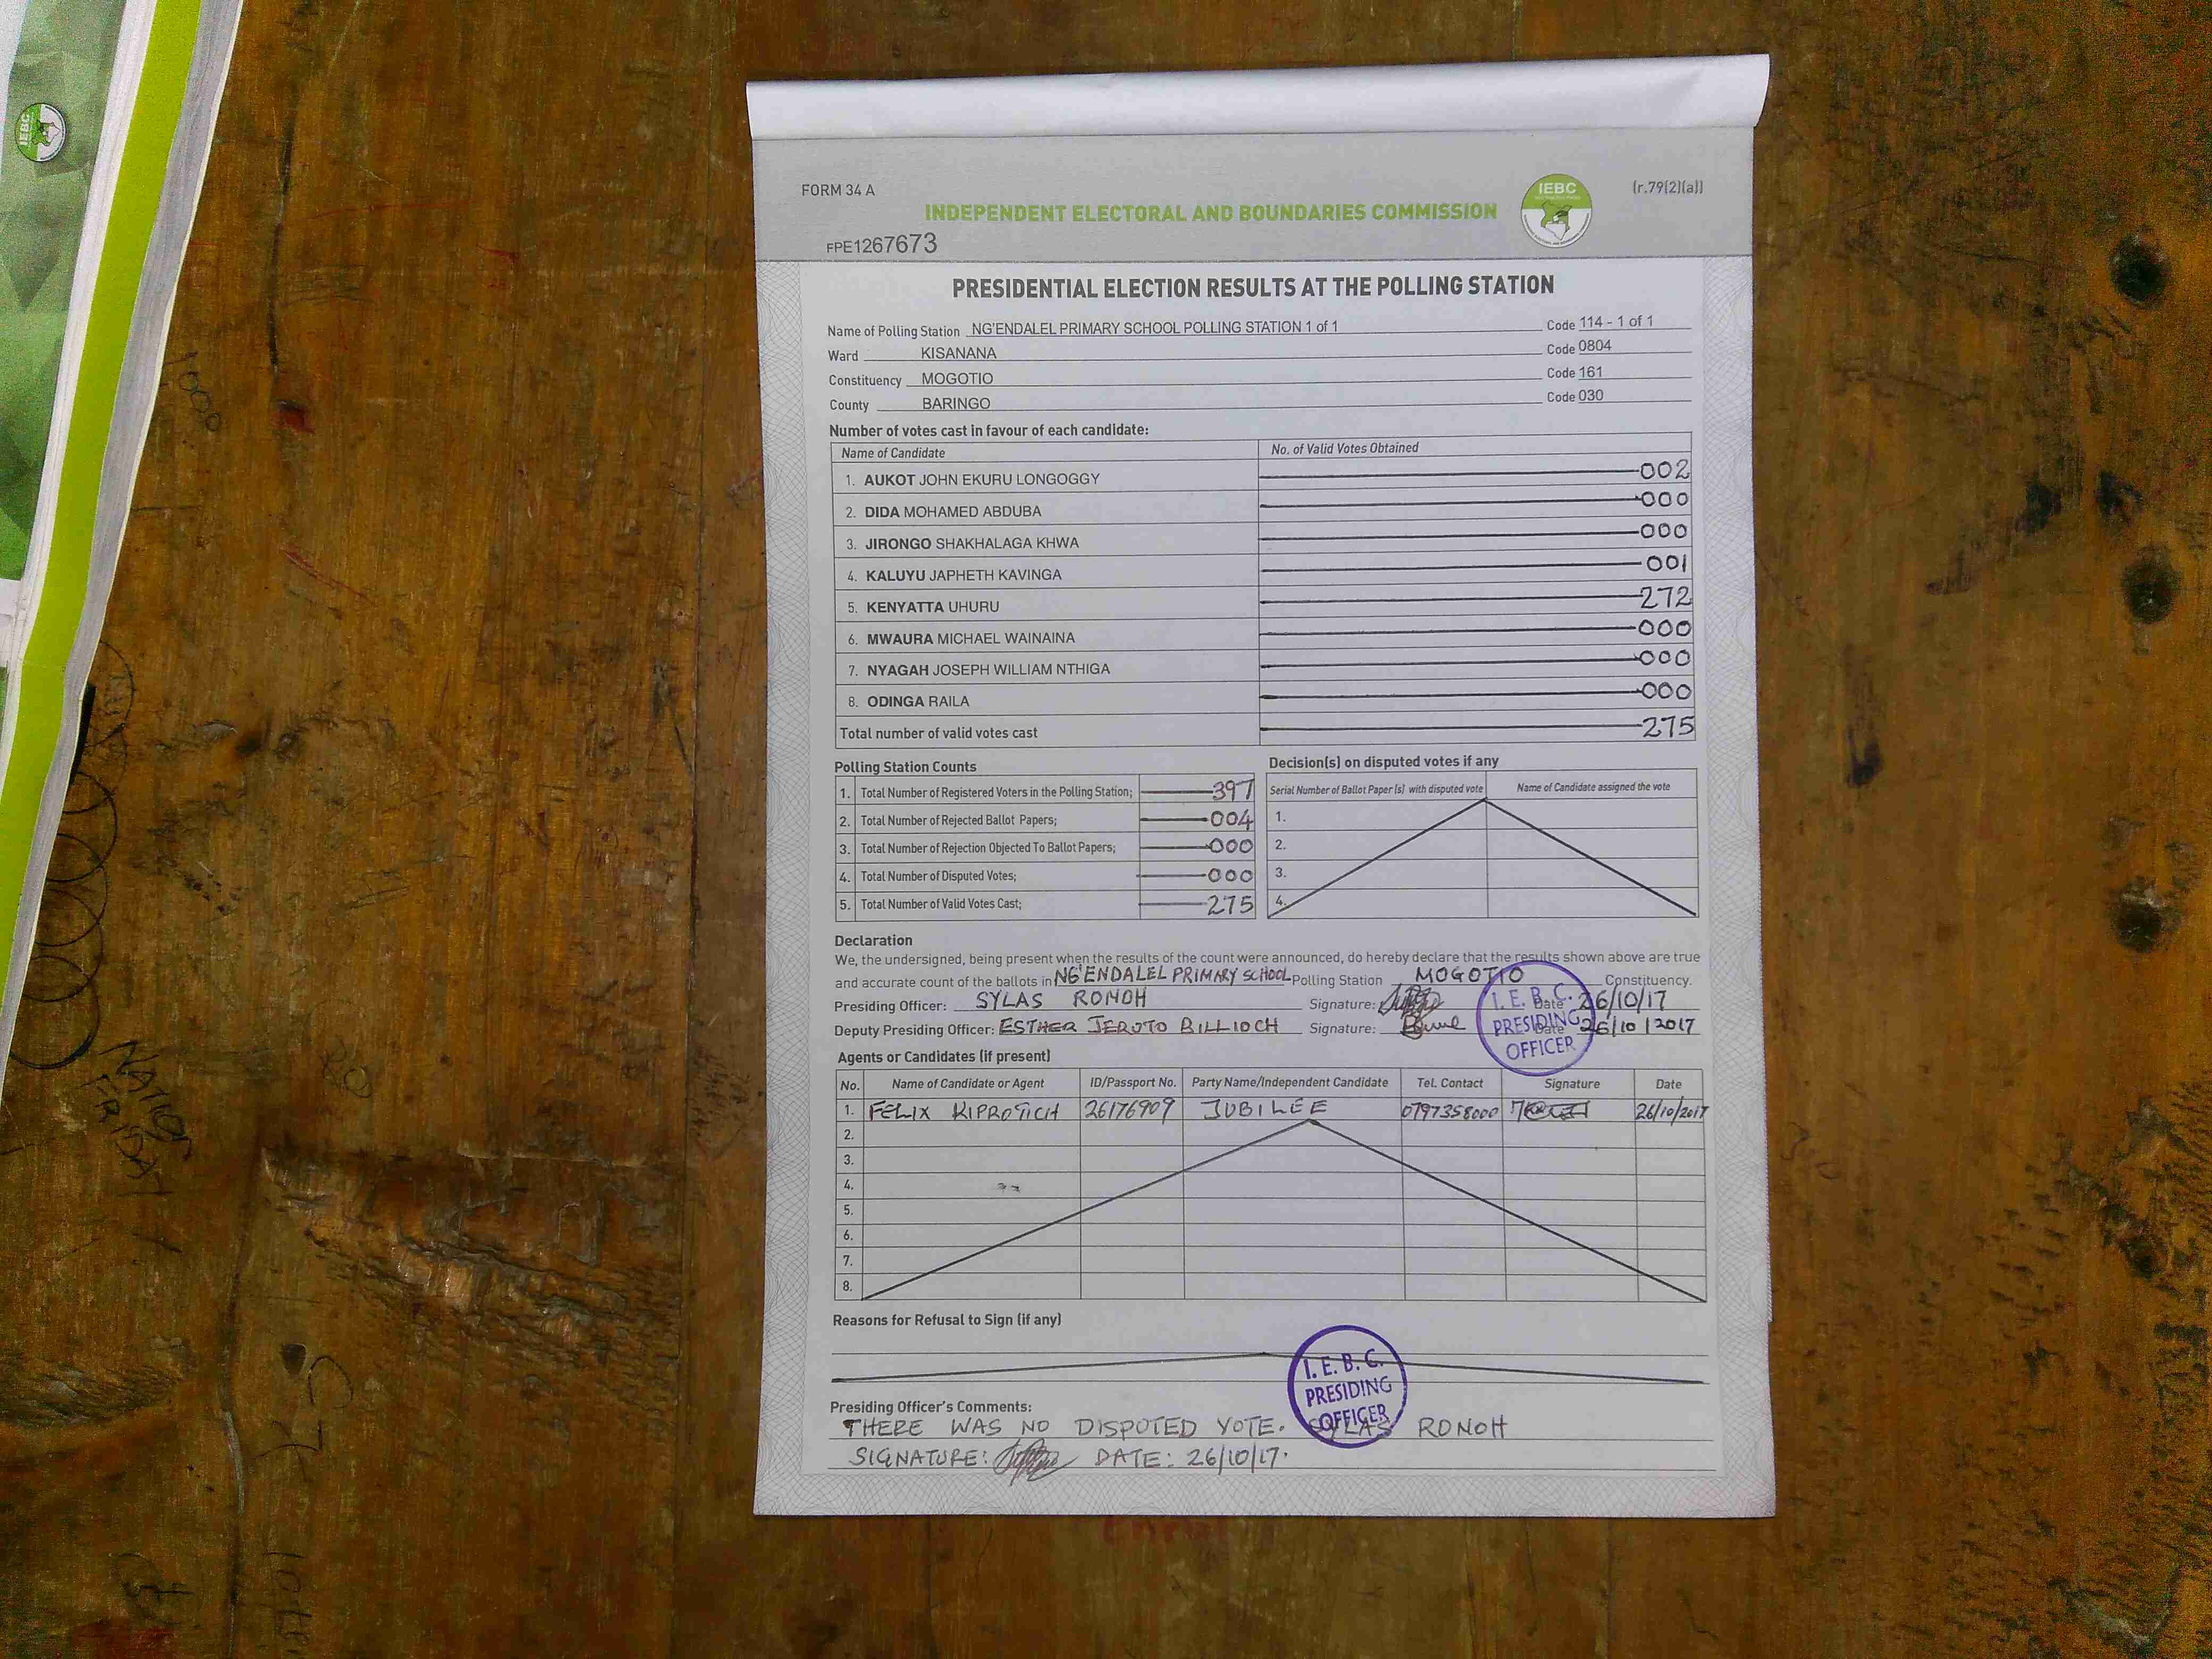 FORM 34 A
IEBC
(r.79(2)(a))
INDEPENDENT ELECTORAL AND BOUNDARIES COMMISSION
FPE1267673
PRESIDENTIAL ELECTION RESULTS AT THE POLLING STATION
Name of Polling Station NG'ENDALEL PRIMARY SCHOOL POLLING STATION 1 of 1 Code 114 - 1 of 1
Ward KISANANA Code 0804
Constituency MOGOTIO Code 161
County BARINGO Code 030
Number of votes cast in favour of each candidate:
Name of Candidate No. of Valid Votes Obtained
1. AUKOT JOHN EKURU LONGOGGY 002
2. DIDA MOHAMED ABDUBA 000
3. JIRONGO SHAKHALAGA KHWA 000
4. KALUYU JAPHETH KAVINGA 001
5. KENYATTA UHURU 272
6. MWAURA MICHAEL WAINAINA 000
7. NYAGAH JOSEPH WILLIAM NTHIGA 000
8. ODINGA RAILA 000
Total number of valid votes cast 275
Polling Station Counts
1. Total Number of Registered Voters in the Polling Station; 397
2. Total Number of Rejected Ballot Papers; 004
3. Total Number of Rejection Objected To Ballot Papers; 000
4. Total Number of Disputed Votes; 000
5. Total Number of Valid Votes Cast; 275
Decision(s) on disputed votes if any
Serial Number of Ballot Paper (s) with disputed vote Name of Candidate assigned the vote
1.
2.
3.
4.
Declaration
We, the undersigned, being present when the results of the count were announced, do hereby declare that the results shown above are true
and accurate count of the ballots in NG'ENDALEL PRIMARY SCHOOL Polling Station MOGOTIO Constituency.
Presiding Officer: SYLAS RONOH Signature: Date 26/10/17
Deputy Presiding Officer: ESTHER JEROTO BILLIOCH Signature: Date 26/10/2017
I. E. B. C.
PRESIDING
OFFICER
Agents or Candidates (if present)
No. Name of Candidate or Agent ID/Passport No. Party Name/Independent Candidate Tel. Contact Signature Date
1. FELIX KIPROTICH 26176909 JUBILEE 0797358000 26/10/2017
2.
3.
4.
5.
6.
7.
8.
Reasons for Refusal to Sign (if any)
I. E. B. C.
PRESIDING
OFFICER
Presiding Officer's Comments:
THERE WAS NO DISPUTED VOTE. SYLAS RONOH
SIGNATURE: DATE: 26/10/17.
IEBC